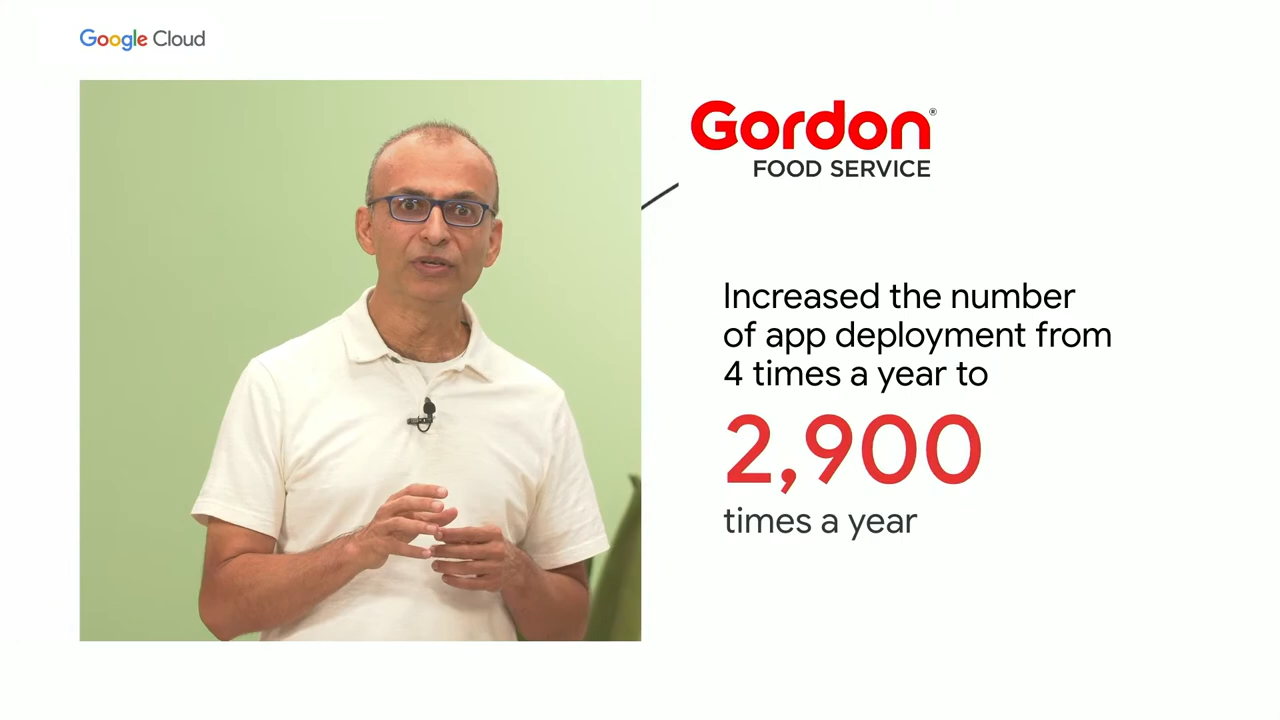 Google Cloud
Gordon®
FOOD SERVICE
Increased the number
of app deployment from
4 times a year to
2,900
times a year